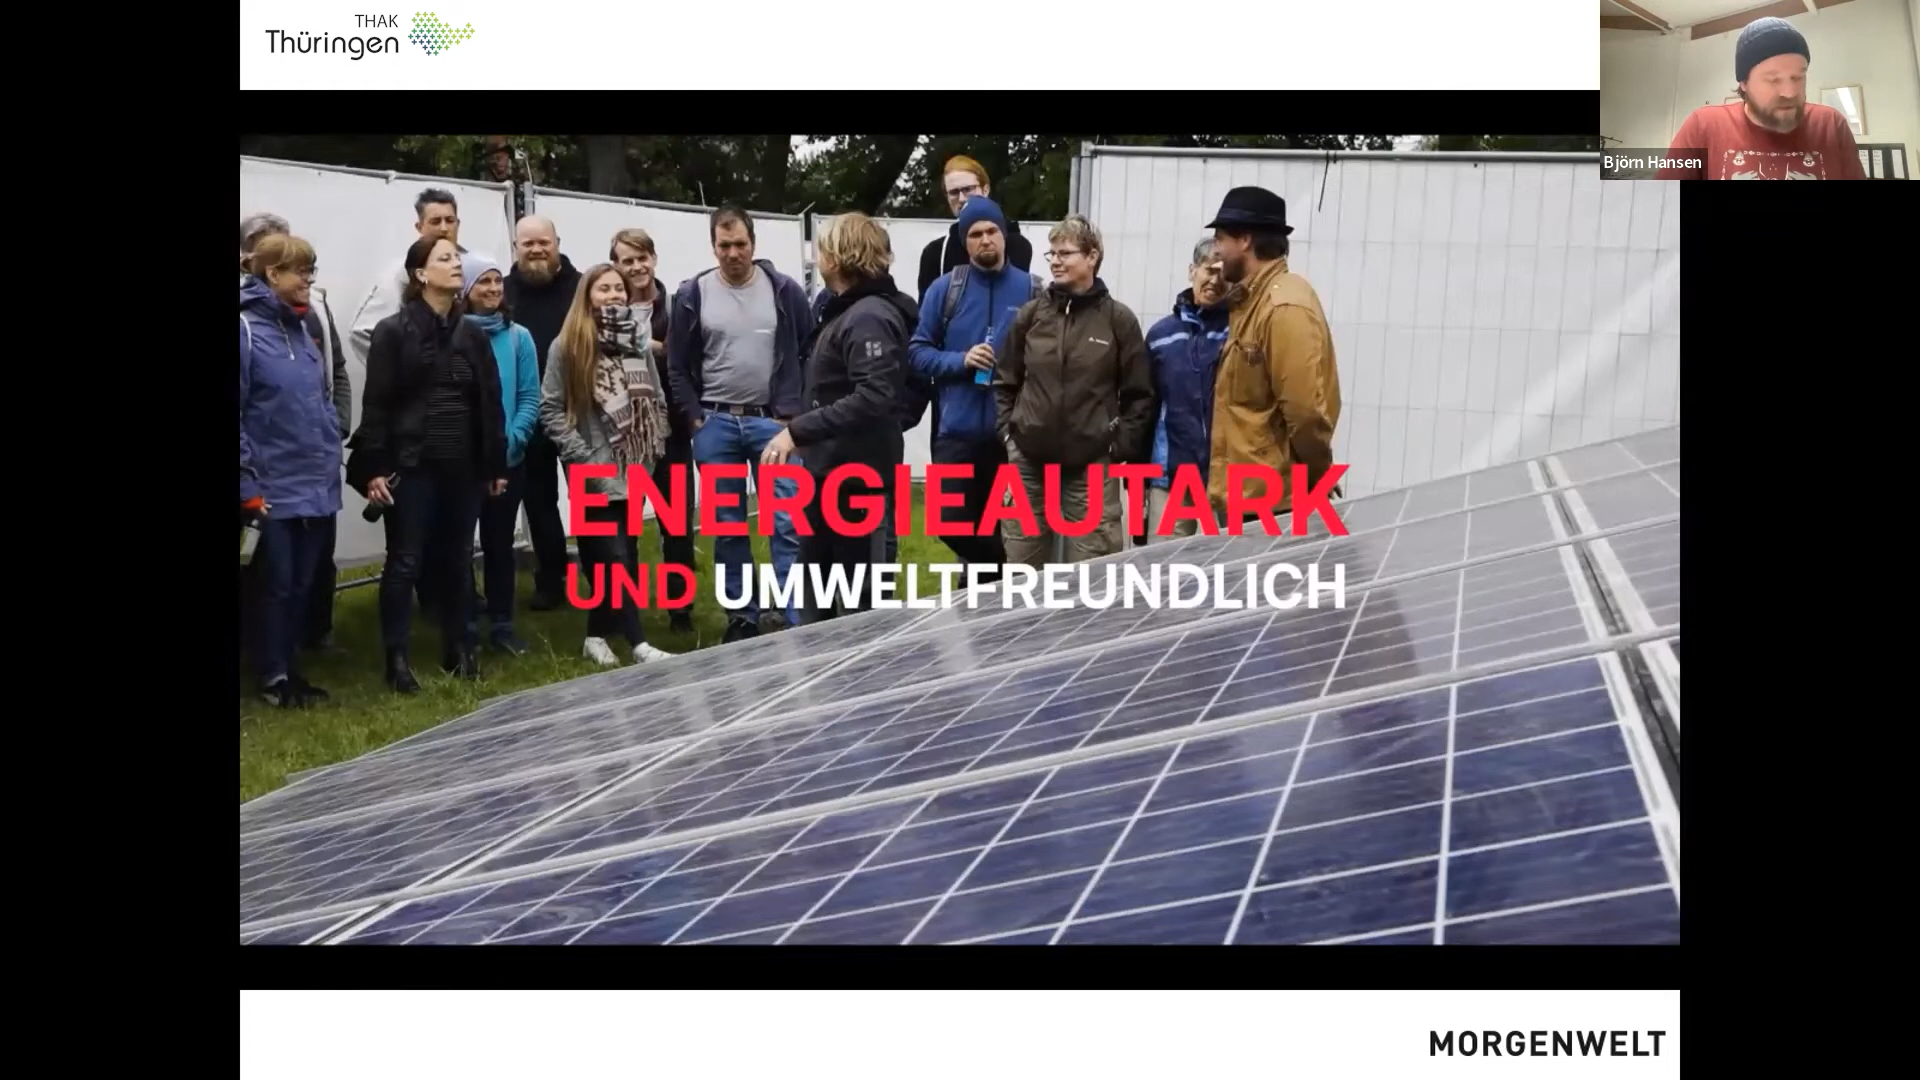 THAK
Thüringen
Björn Hansen
ENERGIEAUTARK
UND UMWELTFREUNDLICH
MORGENWELT